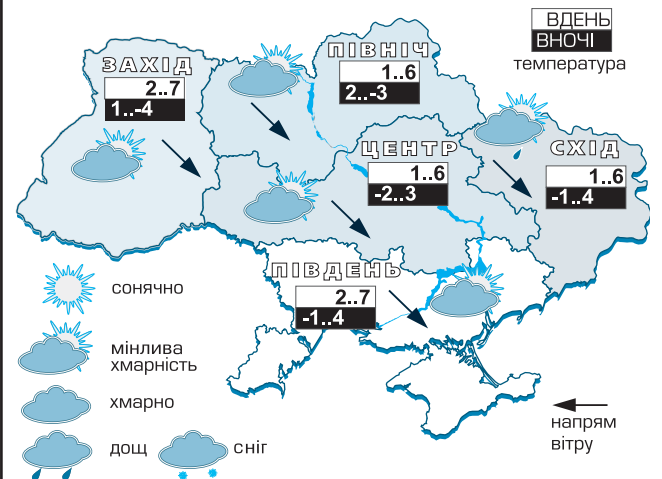 ВДЕНЬ
ВНОЧІ
температура
ЗАХІД
2..7
1..-4
ПІВНІЧ
1..6
2..-3
ЦЕНТР
1..6
-2..3
СХІД
1..6
-1..4
ПІВДЕНЬ
2..7
-1..4
сонячно
мінлива
хмарність
хмарно
дощ
сніг
напрям
вітру